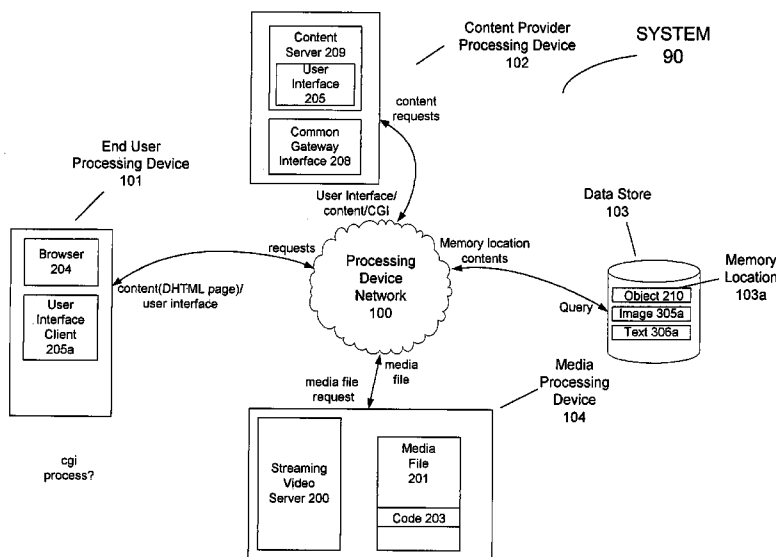 Content Provider
Processing Device
102
SYSTEM
90
Content
Server 209
User
Interface
205
Common
Gateway
Interface 208
content
requests
End User
Processing Device
101
User Interface/
content/CGI
Data Store
103
Browser
204
User
Interface
Client
205a
requests
content(DHTML page)/
user interface
Processing
Device
Network
100
Memory location
contents
Query
Memory
Location
103a
Object 210
Image 305a
Text 306a
media file
request
media
file
Media
Processing
Device
104
cgi
process?
Streaming
Video
Server 200
Media
File
201
Code 203